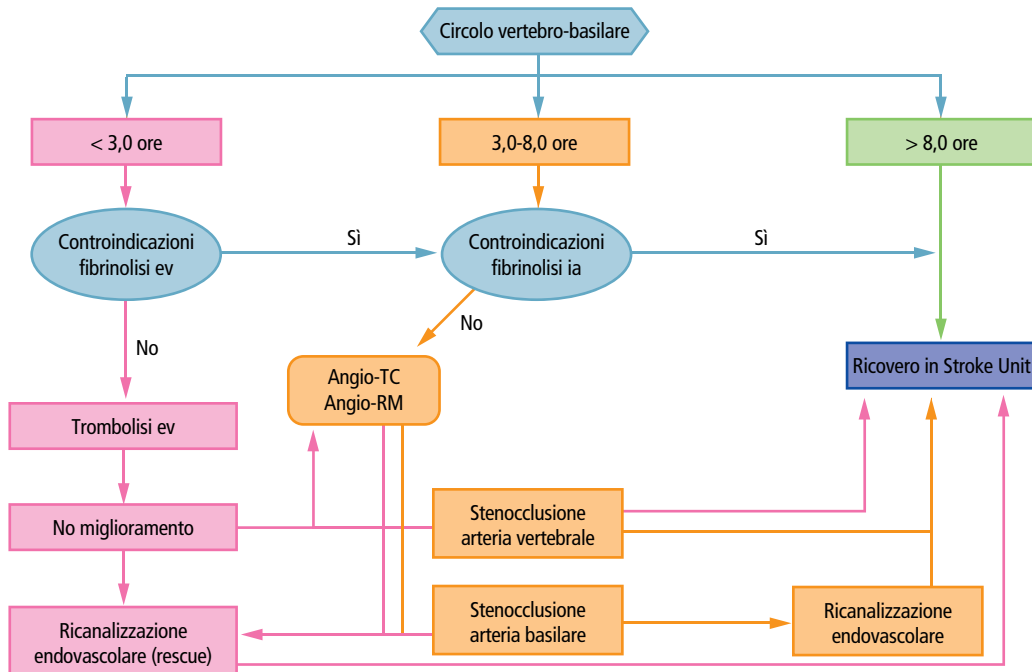 Circolo vertebro-basilare
< 3,0 ore
3,0-8,0 ore
> 8,0 ore
Controindicazioni
fibrinolisi ev
Sì
Controindicazioni
fibrinolisi ia
Sì
No
No
Angio-TC
Angio-RM
Ricovero in Stroke Unit
Trombolisi ev
No miglioramento
Stenocclusione
arteria vertebrale
Ricanalizzazione
endovascolare (rescue)
Stenocclusione
arteria basilare
Ricanalizzazione
endovascolare